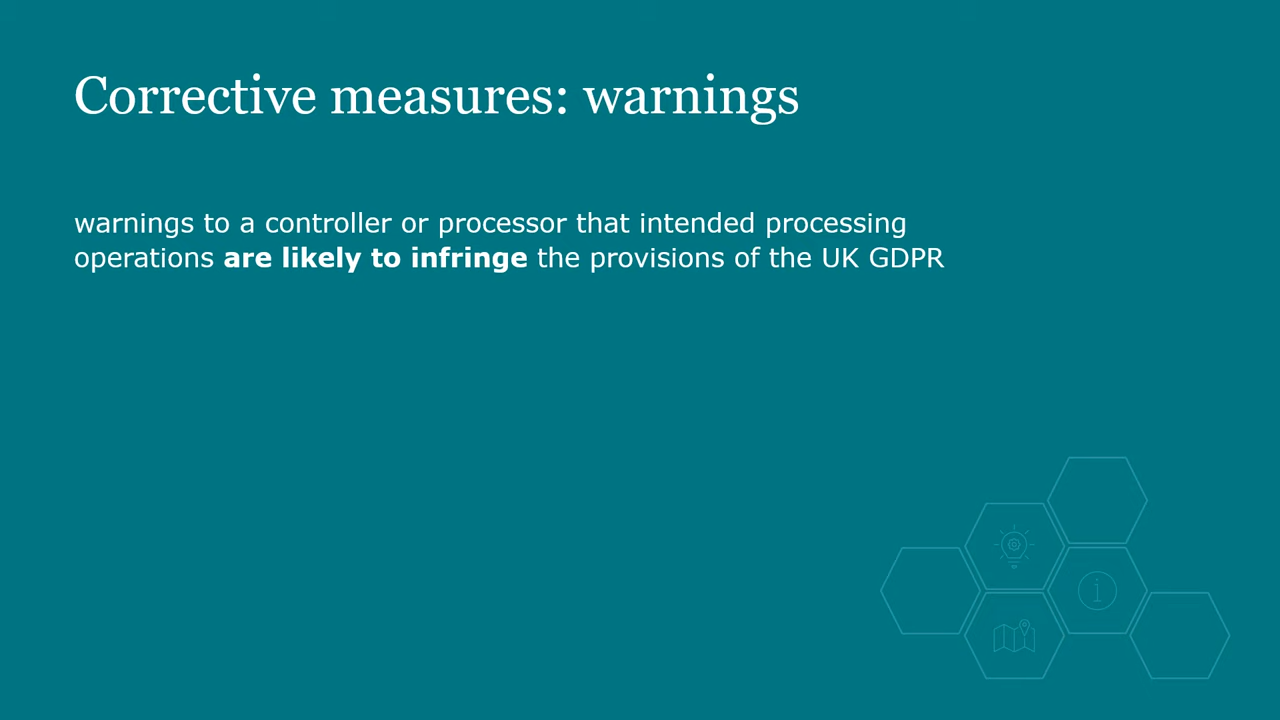 Corrective measures: warnings
warnings to a controller or processor that intended processing
operations are likely to infringe the provisions of the UK GDPR
i